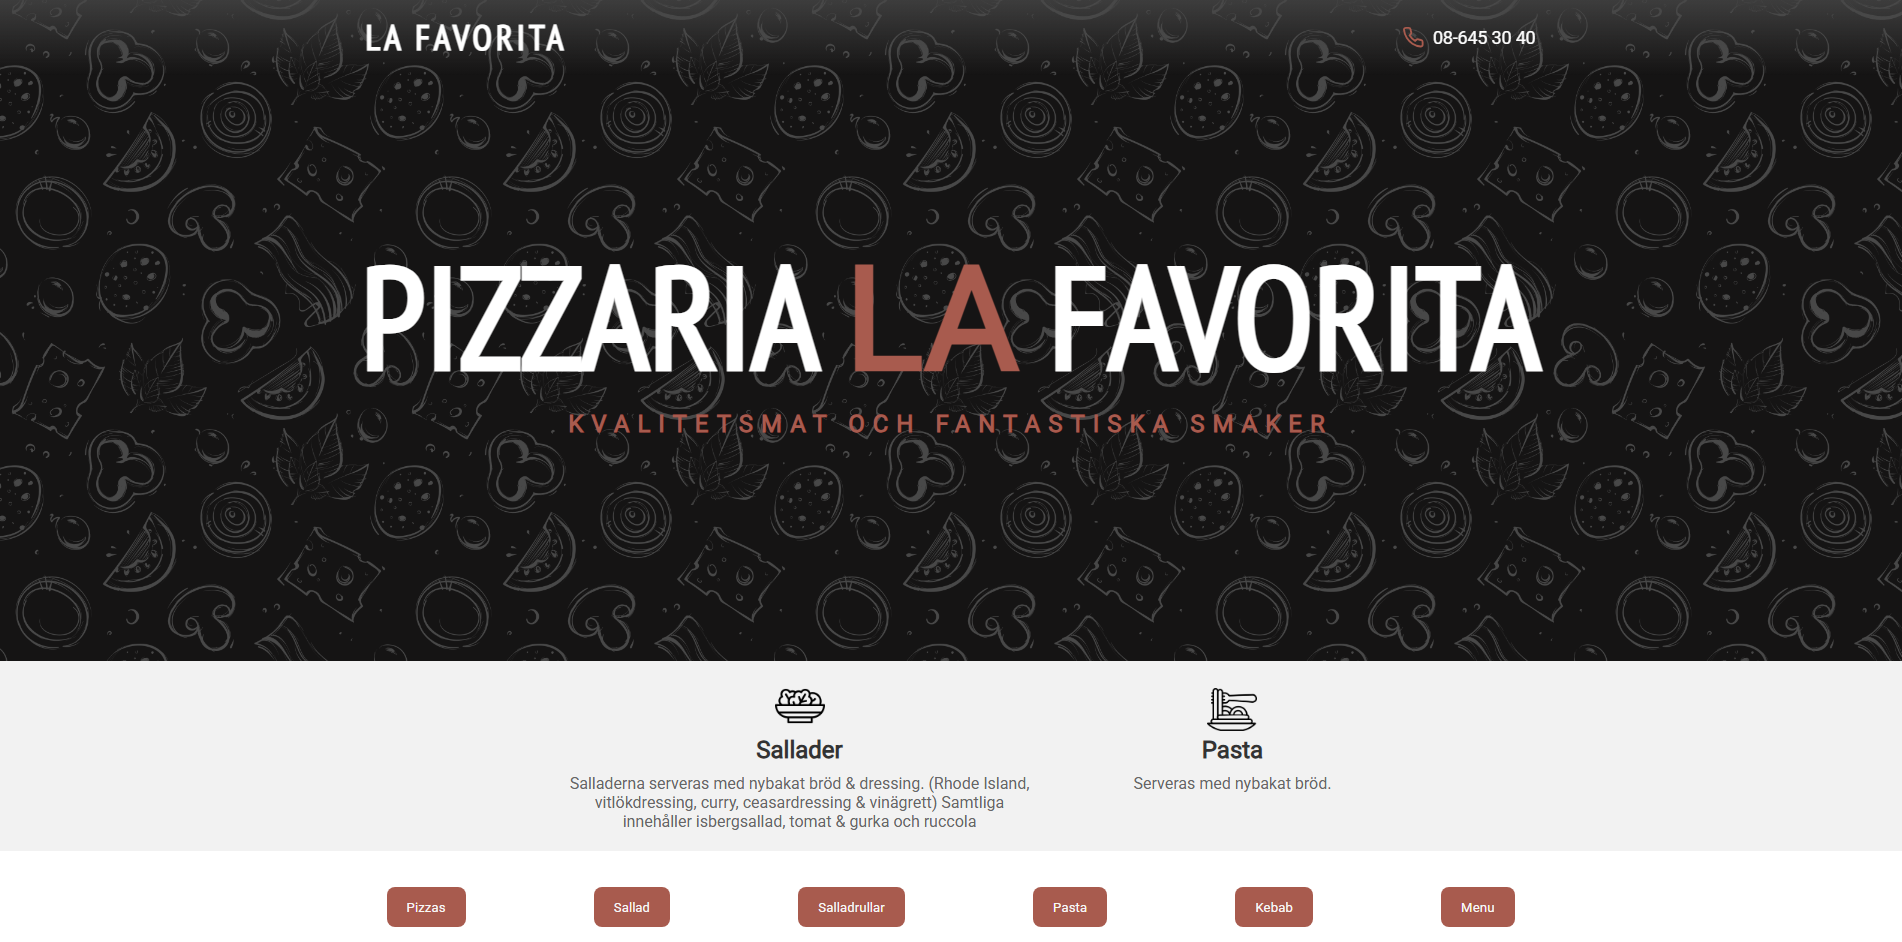 LA FAVORITA
08-645 30 40
PIZZARIA LA FAVORITA
KVALITETSMAT OCH FANTASTISKA SMAKER
Sallader
Salladerna serveras med nybakat bröd & dressing. (Rhode Island,
vitlökdressing, curry, ceasardressing & vinägrett) Samtliga
innehåller isbergsallad, tomat & gurka och ruccola
Pasta
Serveras med nybakat bröd.
Pizzas
Sallad
Salladrullar
Pasta
Kebab
Menu